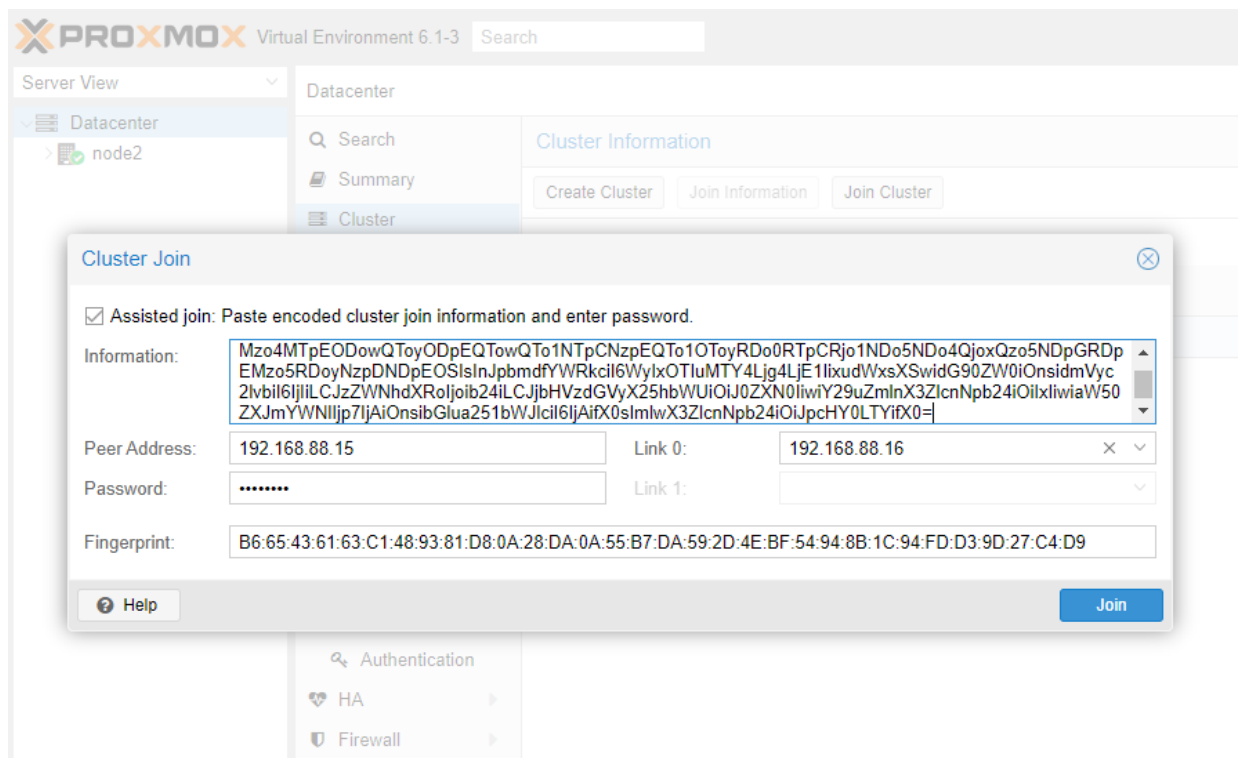 PROXMOX Virtual Environment 6.1-3 Search
Server View
Datacenter
node2
Datacenter
Search
Summary
Cluster
Cluster Information
Create Cluster Join Information Join Cluster
Cluster Join
Assisted join: Paste encoded cluster join information and enter password.
Information:
Mzo4MTpEODowQToyODpEQTowQTo1NTpCNzpEQTo1OToyRDo0RTpCRjo1NDo5NDo4QjoxQzo5NDpGRDp
EMzo5RDoyNzpDNDpEOSIsInJpbmdfYWRkciI6WyIxOTIuMTY4Ljg4LjE1IixudWxsXSwidG90ZW0iOnsidmVyc
2lvbiI6IjIiLCJzZWNhdXRoIjoib24iLCJjbHVzdGVyX25hbWUiOiJ0ZXN0IiwiY29uZmlnX3ZlcnNpb24iOiIxIiwiaW50
ZXJmYWNlIjp7IjAiOnsibGlua251bWJlciI6IjAifX0sImlwX3ZlcnNpb24iOiJpcHY0LTYifX0=
Peer Address: 192.168.88.15 Link 0: 192.168.88.16
Password: •••••••• Link 1:
Fingerprint: B6:65:43:61:63:C1:48:93:81:D8:0A:28:DA:0A:55:B7:DA:59:2D:4E:BF:54:94:8B:1C:94:FD:D3:9D:27:C4:D9
Help Join
Authentication
HA
Firewall